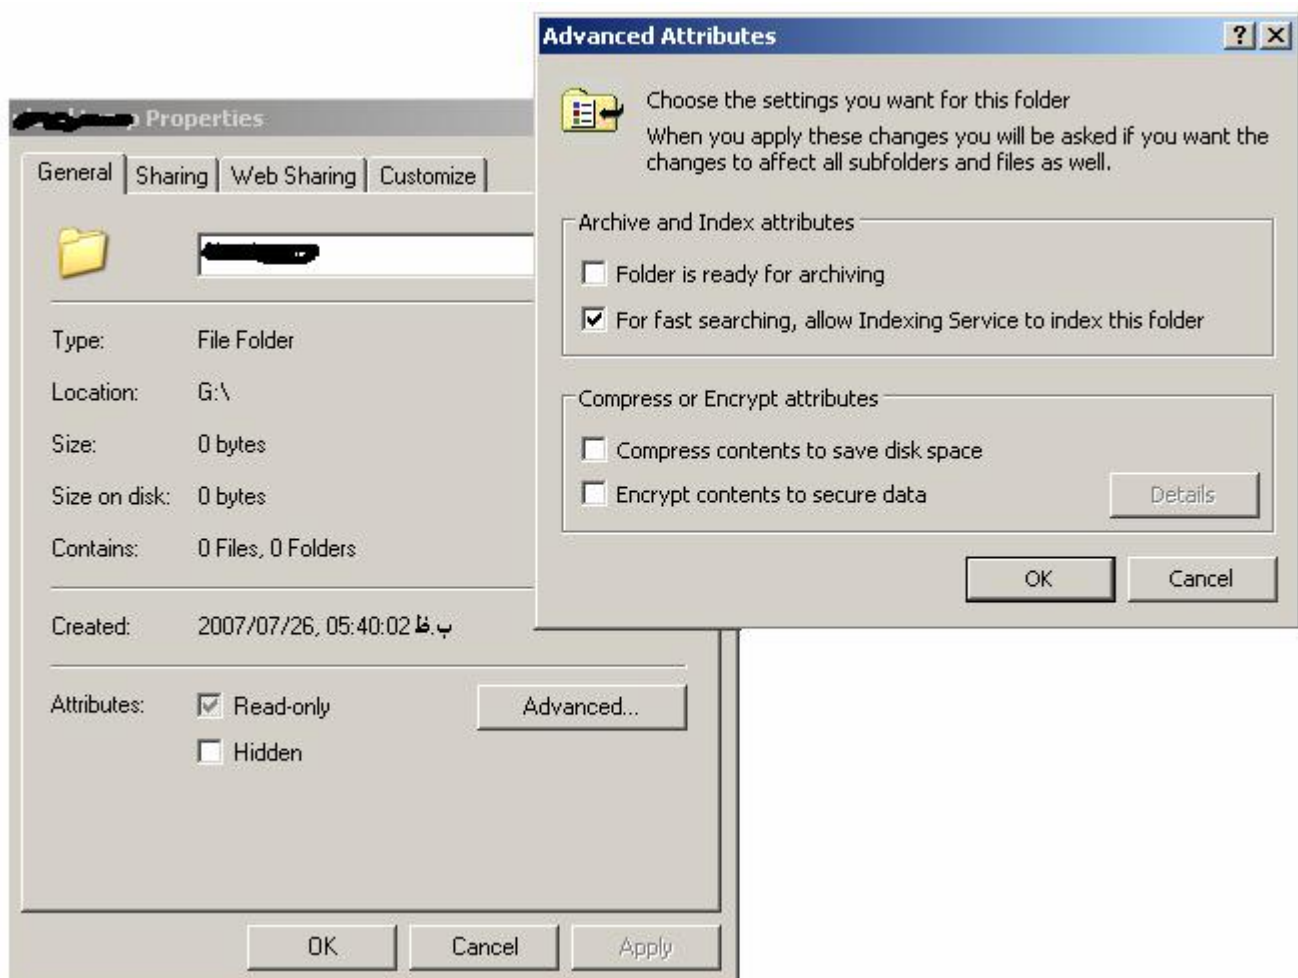 Advanced Attributes
Choose the settings you want for this folder
When you apply these changes you will be asked if you want the
changes to affect all subfolders and files as well.
Archive and Index attributes
Folder is ready for archiving
For fast searching, allow Indexing Service to index this folder
Compress or Encrypt attributes
Compress contents to save disk space
Encrypt contents to secure data
Details
OK Cancel
Properties
General Sharing Web Sharing Customize
Type: File Folder
Location: G:\
Size: 0 bytes
Size on disk: 0 bytes
Contains: 0 Files, 0 Folders
Created: 2007/07/26, 05:40:02 ب.ظ
Attributes: Read-only Advanced...
Hidden
OK Cancel Apply